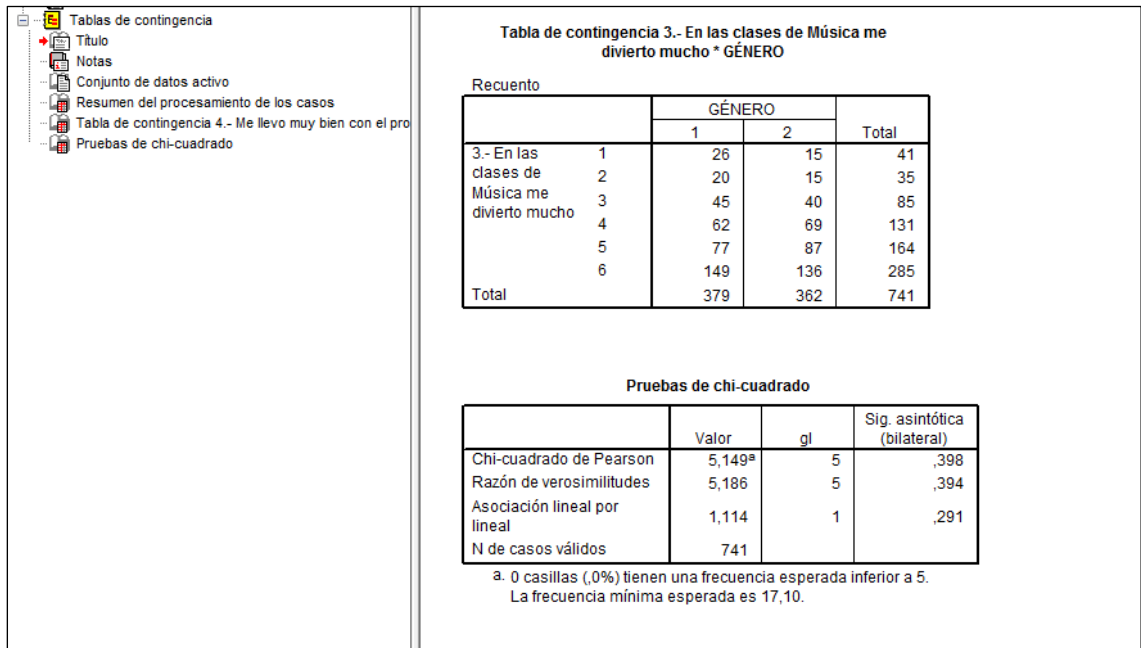 Tablas de contingencia
Título
Notas
Conjunto de datos activo
Resumen del procesamiento de los casos
Tabla de contingencia 4.- Me llevo muy bien con el pro
Pruebas de chi-cuadrado
Tabla de contingencia 3.- En las clases de Música me
divierto mucho * GÉNERO
Recuento
GÉNERO
1 2 Total
3.- En las 1 26 15 41
clases de 2 20 15 35
Música me 3 45 40 85
divierto mucho 4 62 69 131
5 77 87 164
6 149 136 285
Total 379 362 741
Pruebas de chi-cuadrado
Valor gl Sig. asintótica
(bilateral)
Chi-cuadrado de Pearson 5,149a 5 ,398
Razón de verosimilitudes 5,186 5 ,394
Asociación lineal por
lineal 1,114 1 ,291
N de casos válidos 741
a. 0 casillas (,0%) tienen una frecuencia esperada inferior a 5.
La frecuencia mínima esperada es 17,10.